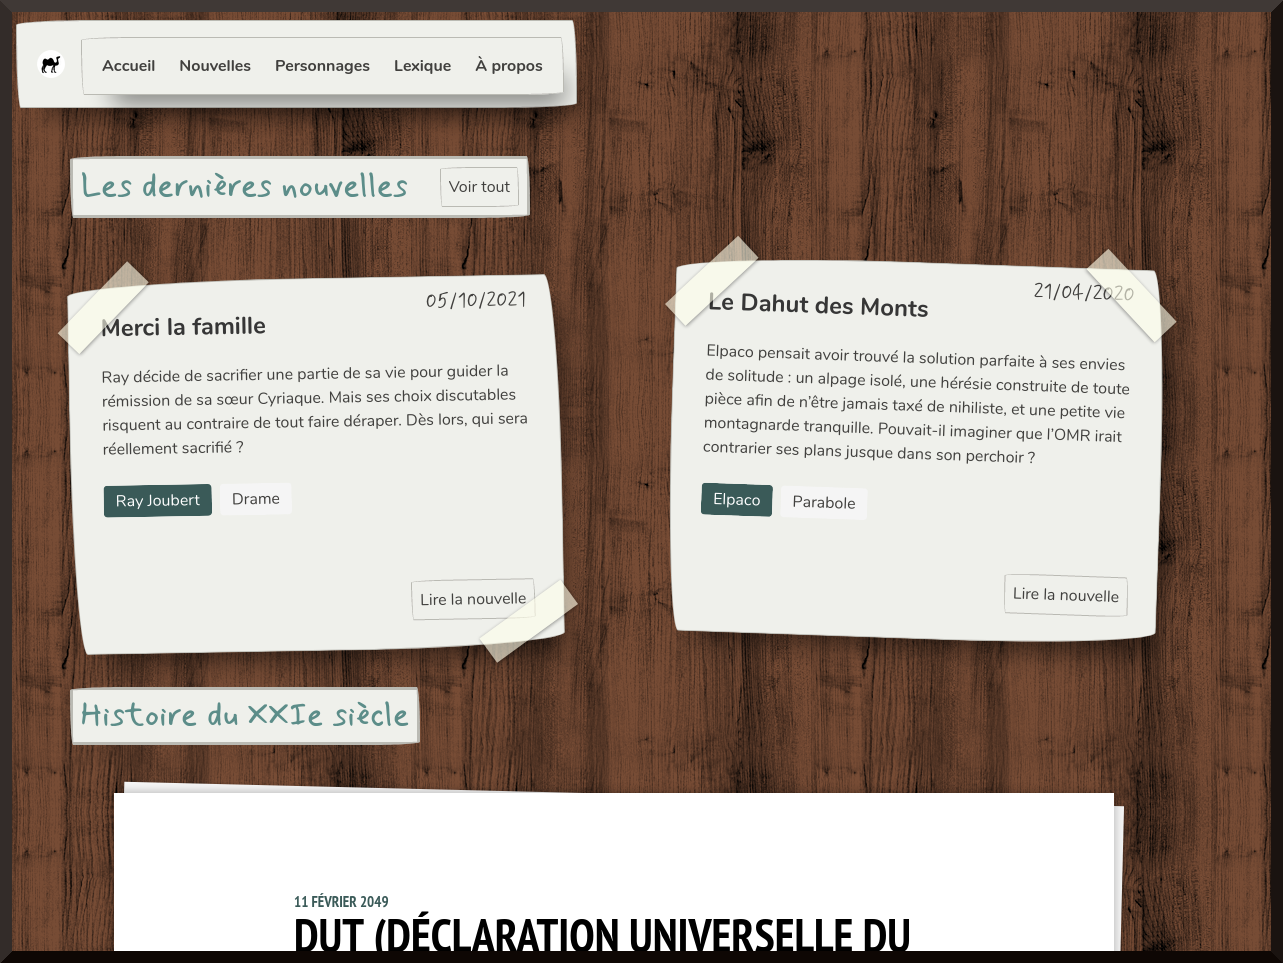 Accueil Nouvelles Personnages Lexique À propos
Les dernières nouvelles Voir tout
05/10/2021
Merci la famille
Ray décide de sacrifier une partie de sa vie pour guider la
rémission de sa sœur Cyriaque. Mais ses choix discutables
risquent au contraire de tout faire déraper. Dès lors, qui sera
réellement sacrifié ?
Ray Joubert Drame
Lire la nouvelle
21/04/2020
Le Dahut des Monts
Elpaco pensait avoir trouvé la solution parfaite à ses envies
de solitude : un alpage isolé, une hérésie construite de toute
pièce afin de n’être jamais taxé de nihiliste, et une petite vie
montagnarde tranquille. Pouvait-il imaginer que l’OMR irait
contrarier ses plans jusque dans son perchoir ?
Elpaco Parabole
Lire la nouvelle
Histoire du XXIe siècle
11 FÉVRIER 2049
DUT (DÉCLARATION UNIVERSELLE DU